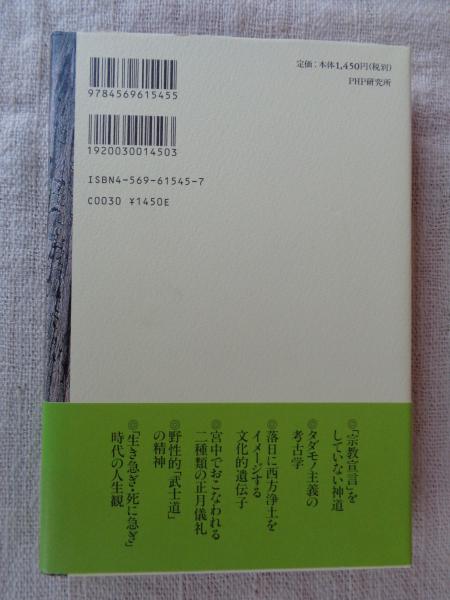 9784569615455
定価:本体1,450円(税別)
PHP研究所
1920030014503
ISBN4-569-61545-7
C0030 ¥1450E
◎「宗教宣言」を
していない神道
◎タダモノ主義の
考古学
◎落日に西方浄土を
イメージする
文化的遺伝子
◎宮中でおこなわれる
二種類の正月儀礼
◎野性的「武士道」
の精神
◎「生き急ぎ・死に急ぎ」
時代の人生観